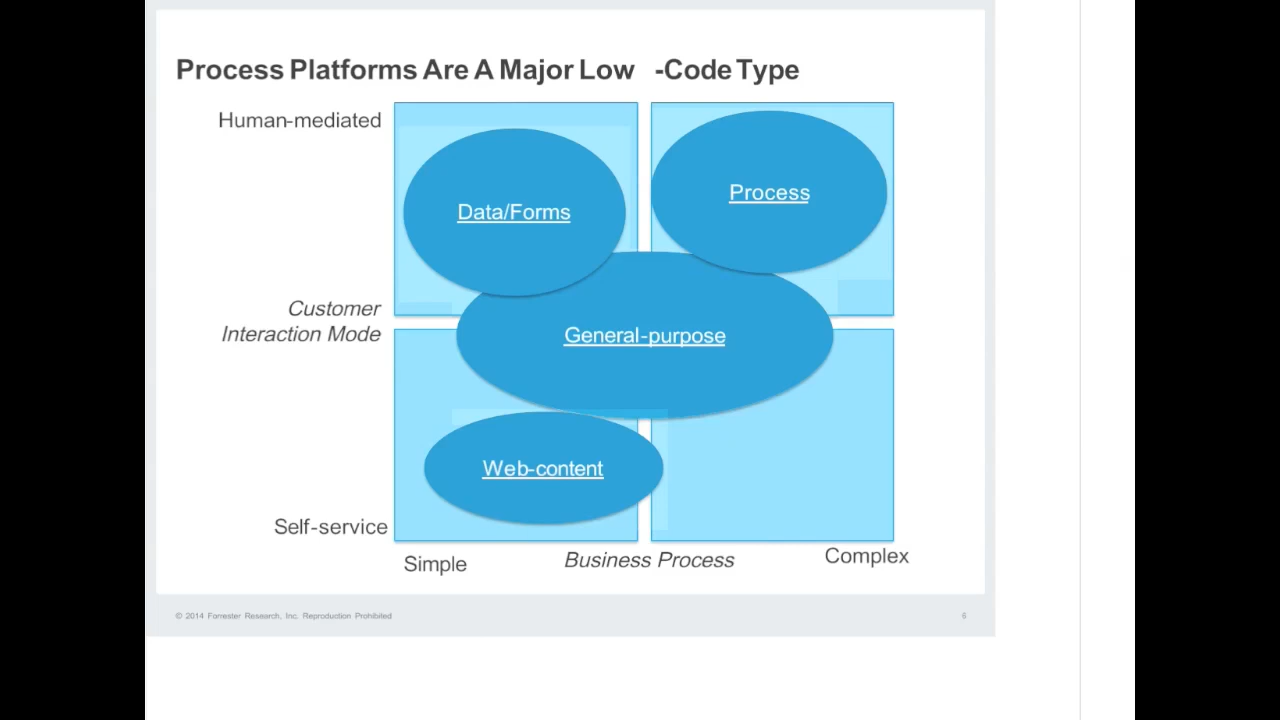 Process Platforms Are A Major Low -Code Type
Human-mediated
Data/Forms
Process
Customer
Interaction Mode
General-purpose
Web-content
Self-service
Simple
Business Process
Complex
© 2014 Forrester Research, Inc. Reproduction Prohibited
6